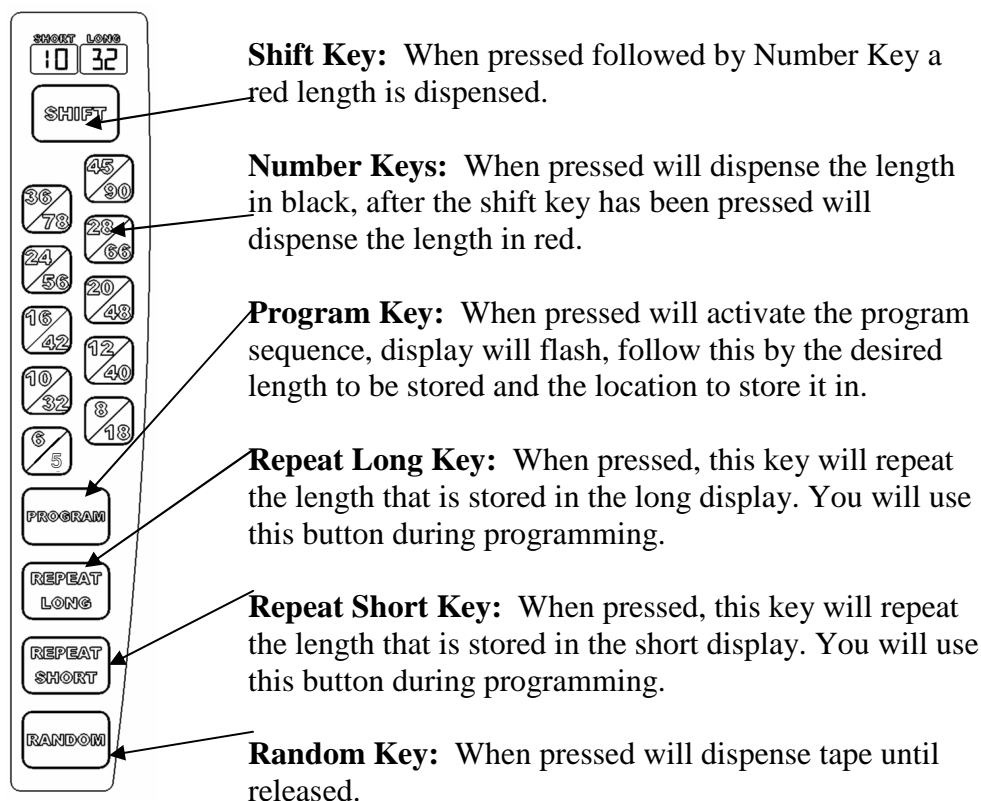 SHORT LONG
10 32
SHIFT
45
90
36
78
28
66
24
56
20
48
16
42
12
40
10
32
8
18
6
5
PROGRAM
REPEAT
LONG
REPEAT
SHORT
RANDOM
Shift Key: When pressed followed by Number Key a
red length is dispensed.
Number Keys: When pressed will dispense the length
in black, after the shift key has been pressed will
dispense the length in red.
Program Key: When pressed will activate the program
sequence, display will flash, follow this by the desired
length to be stored and the location to store it in.
Repeat Long Key: When pressed, this key will repeat
the length that is stored in the long display. You will use
this button during programming.
Repeat Short Key: When pressed, this key will repeat
the length that is stored in the short display. You will use
this button during programming.
Random Key: When pressed will dispense tape until
released.